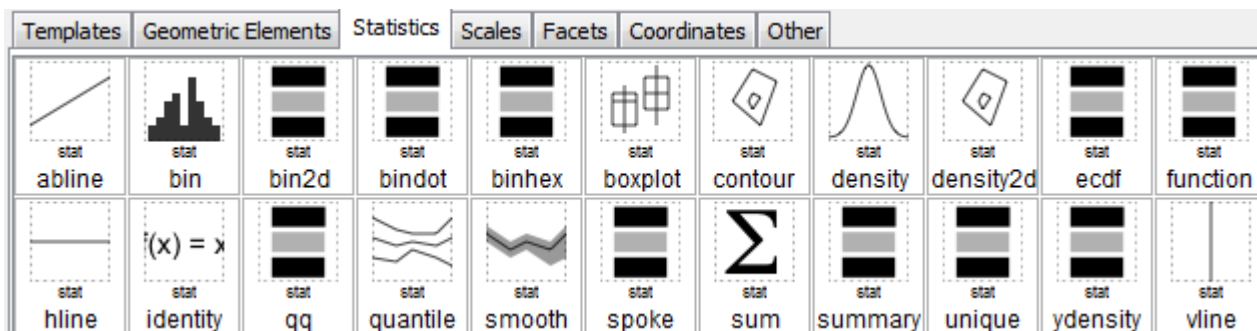 Templates Geometric Elements Statistics Scales Facets Coordinates Other
stat stat stat stat stat stat stat stat stat stat stat
abline bin bin2d bindot binhex boxplot contour density density2d ecdf function
f(x) = x
stat stat stat stat stat stat stat stat stat stat stat
hline identity qq quantile smooth spoke sum summary unique ydensity vline